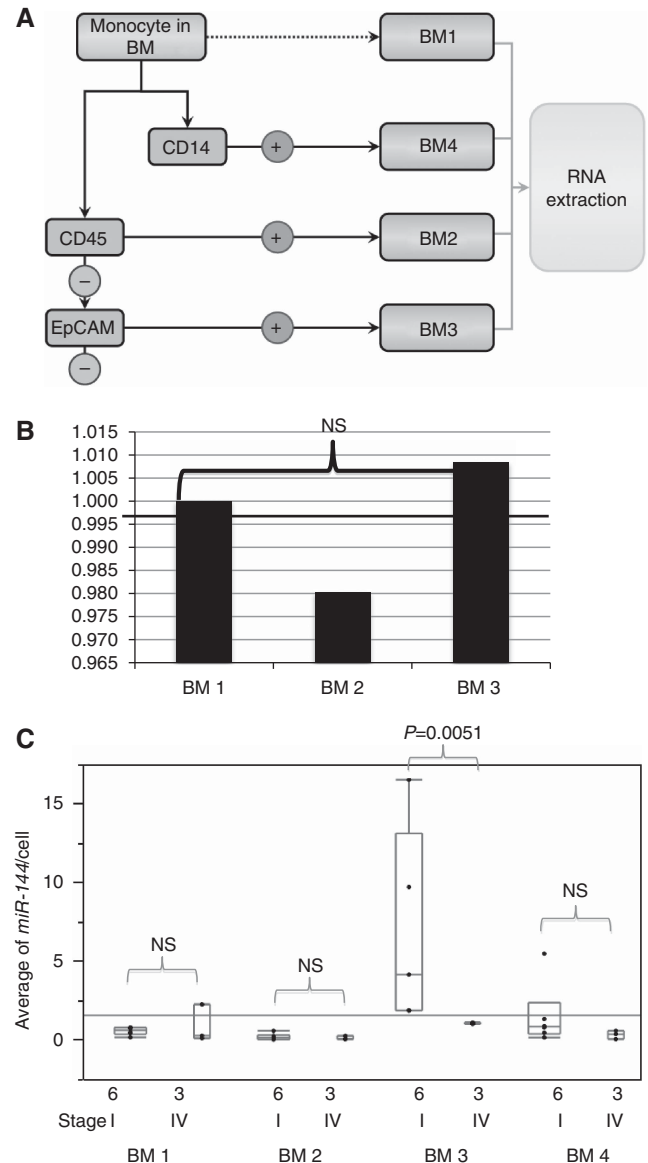 A
Monocyte in
BM
BM1
CD14
+
BM4
RNA
extraction
CD45
+
BM2
−
EpCAM
+
BM3
−
B
NS
1.015
1.010
1.005
1.000
0.995
0.990
0.985
0.980
0.975
0.970
0.965
BM 1 BM 2 BM 3
C
P=0.0051
Average of miR-144/cell
15
10
5
0
NS
NS
NS
6 3 6 3 6 3 6 3
Stage I IV I IV I IV I IV
BM 1 BM 2 BM 3 BM 4